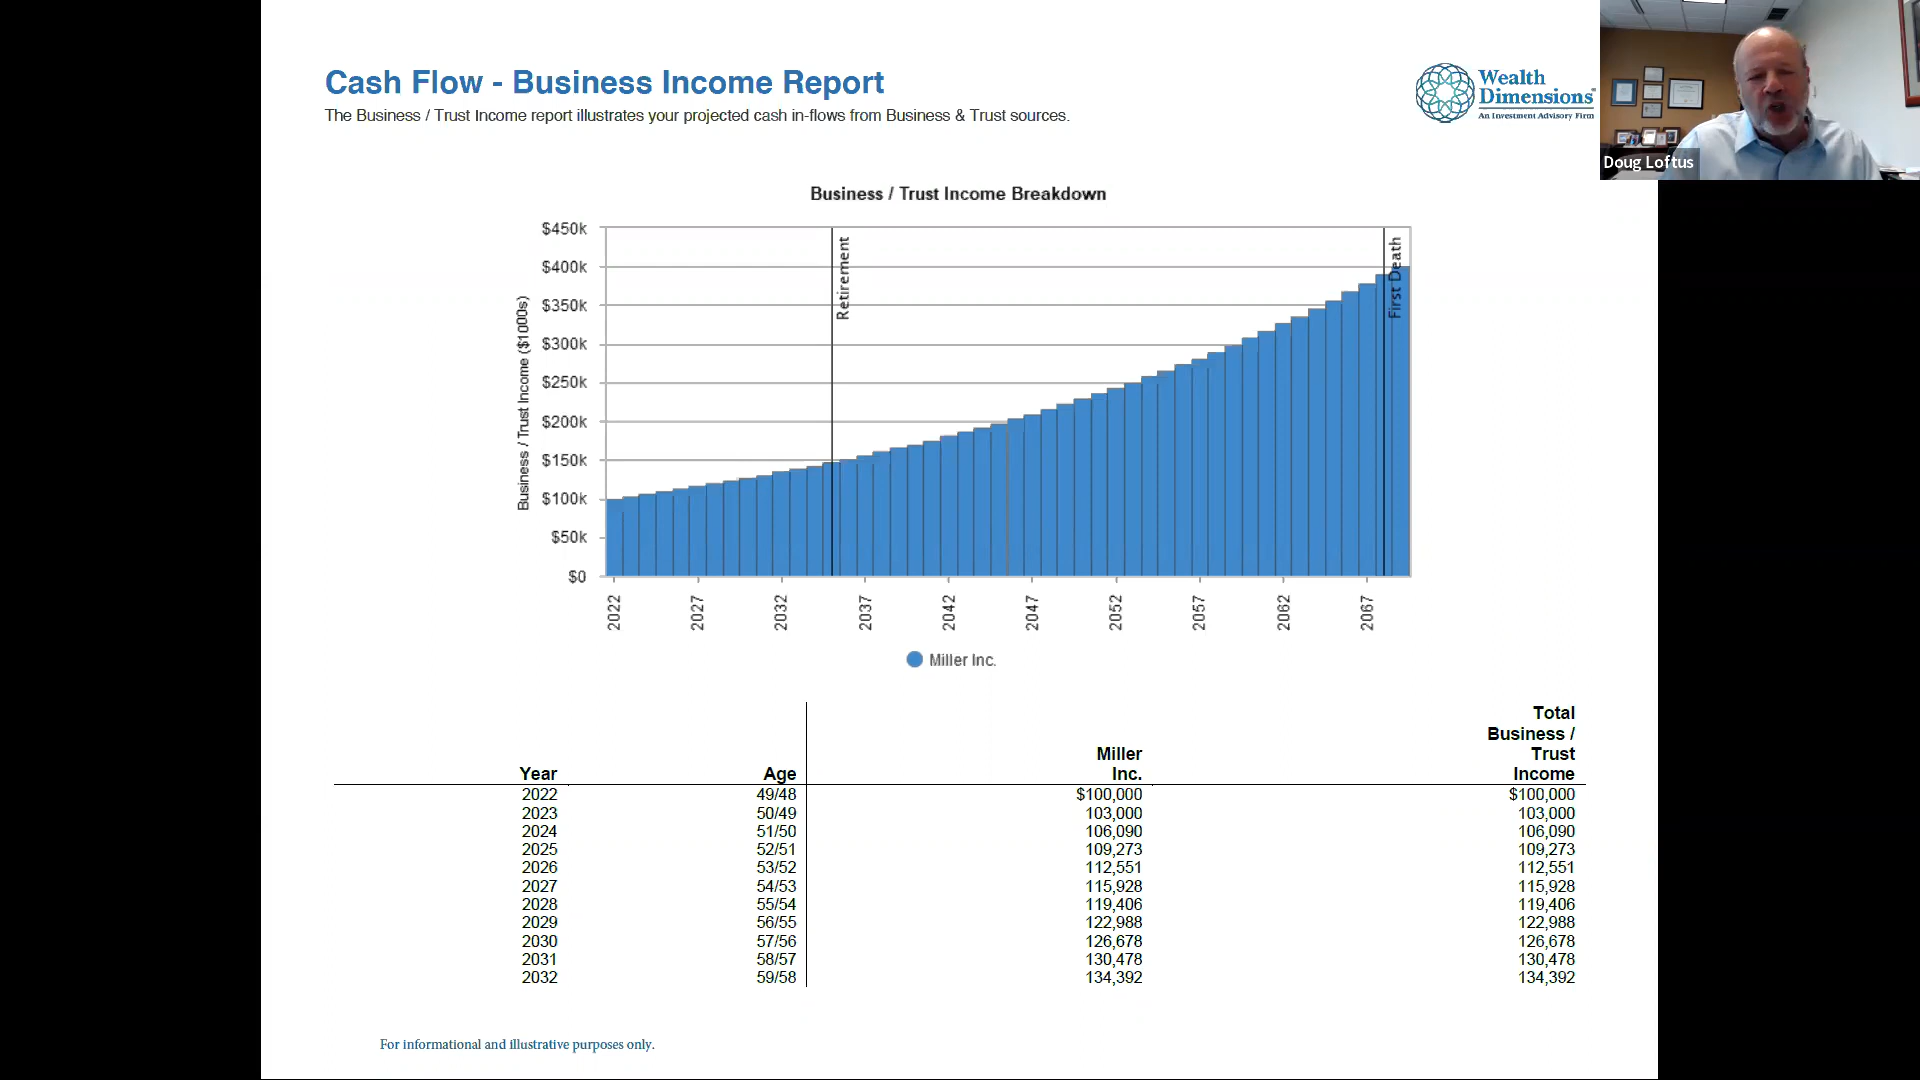 Cash Flow - Business Income Report
The Business / Trust Income report illustrates your projected cash in-flows from Business & Trust sources.
Wealth
Dimensions
An Investment Advisory Firm
Doug Loftus
Business / Trust Income Breakdown
Business / Trust Income ($1000s)
$450k
$400k
$350k
$300k
$250k
$200k
$150k
$100k
$50k
$0
Retirement
First Death
2022
2027
2032
2037
2042
2047
2052
2057
2062
2067
Miller Inc.
Year Age Miller Inc. Total Business / Trust Income
2022 49/48 $100,000 $100,000
2023 50/49 103,000 103,000
2024 51/50 106,090 106,090
2025 52/51 109,273 109,273
2026 53/52 112,551 112,551
2027 54/53 115,928 115,928
2028 55/54 119,406 119,406
2029 56/55 122,988 122,988
2030 57/56 126,678 126,678
2031 58/57 130,478 130,478
2032 59/58 134,392 134,392
For informational and illustrative purposes only.